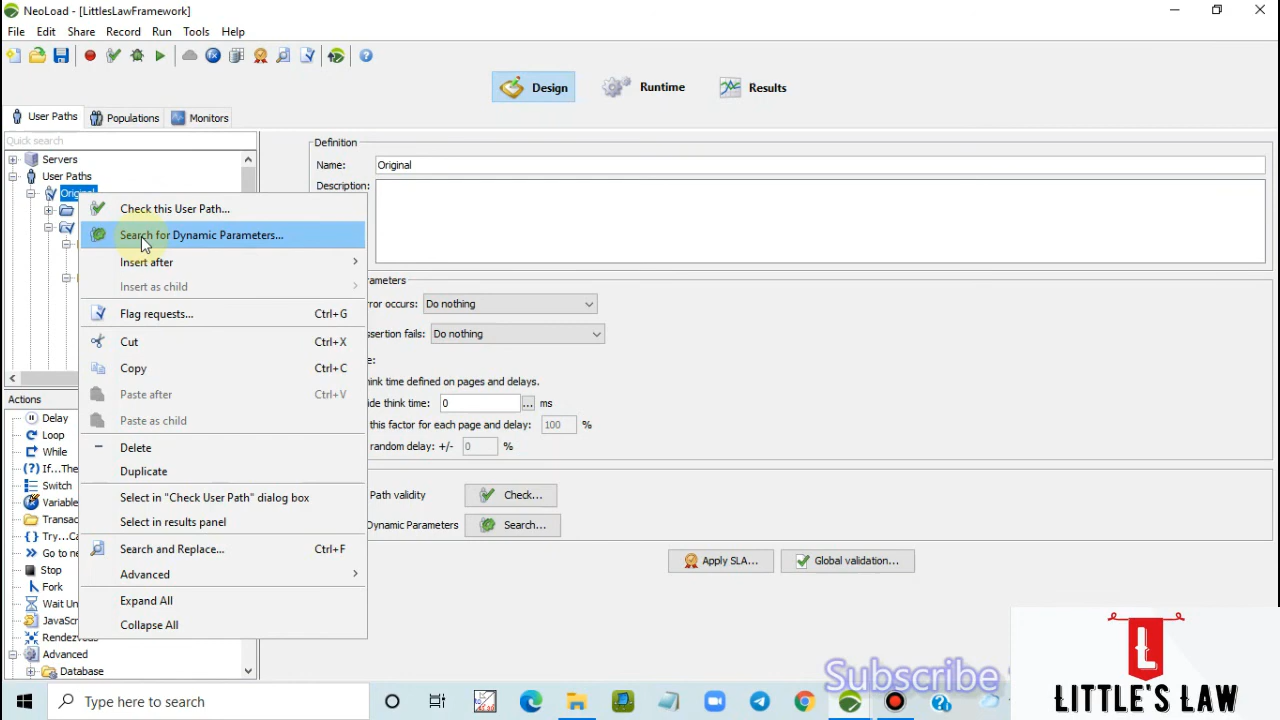 NeoLoad - [LittlesLawFramework]
File Edit Share Record Run Tools Help
Design Runtime Results
User Paths Populations Monitors
Quick search
Servers
User Paths
Original
Check this User Path...
Search for Dynamic Parameters...
Insert after
Insert as child
Flag requests... Ctrl+G
Cut Ctrl+X
Copy Ctrl+C
Paste after Ctrl+V
Paste as child
Delete
Duplicate
Select in "Check User Path" dialog box
Select in results panel
Search and Replace... Ctrl+F
Advanced
Expand All
Collapse All
Actions
Delay
Loop
While
If...The
Switch
Variable
Transac
Try...Ca
Go to ne
Stop
Fork
Wait Un
JavaScr
Rendezvous
Advanced
Database
Definition
Name: Original
Description:
ameters
ror occurs: Do nothing
ssertion fails: Do nothing
e:
ink time defined on pages and delays.
ide think time: 0 ... ms
this factor for each page and delay: 100 %
random delay: +/- 0 %
Path validity Check...
Dynamic Parameters Search...
Apply SLA... Global validation...
Subscribe
L
LITTLE'S LAW
Type here to search